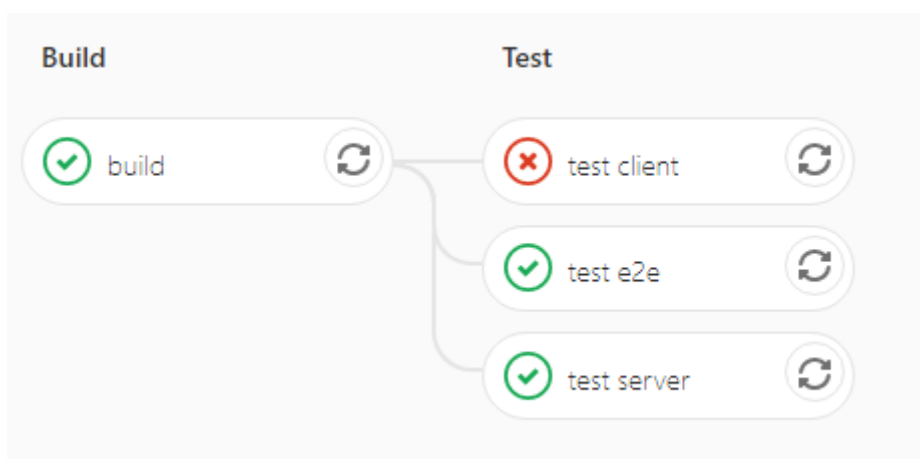 Build
Test
build
test client
test e2e
test server